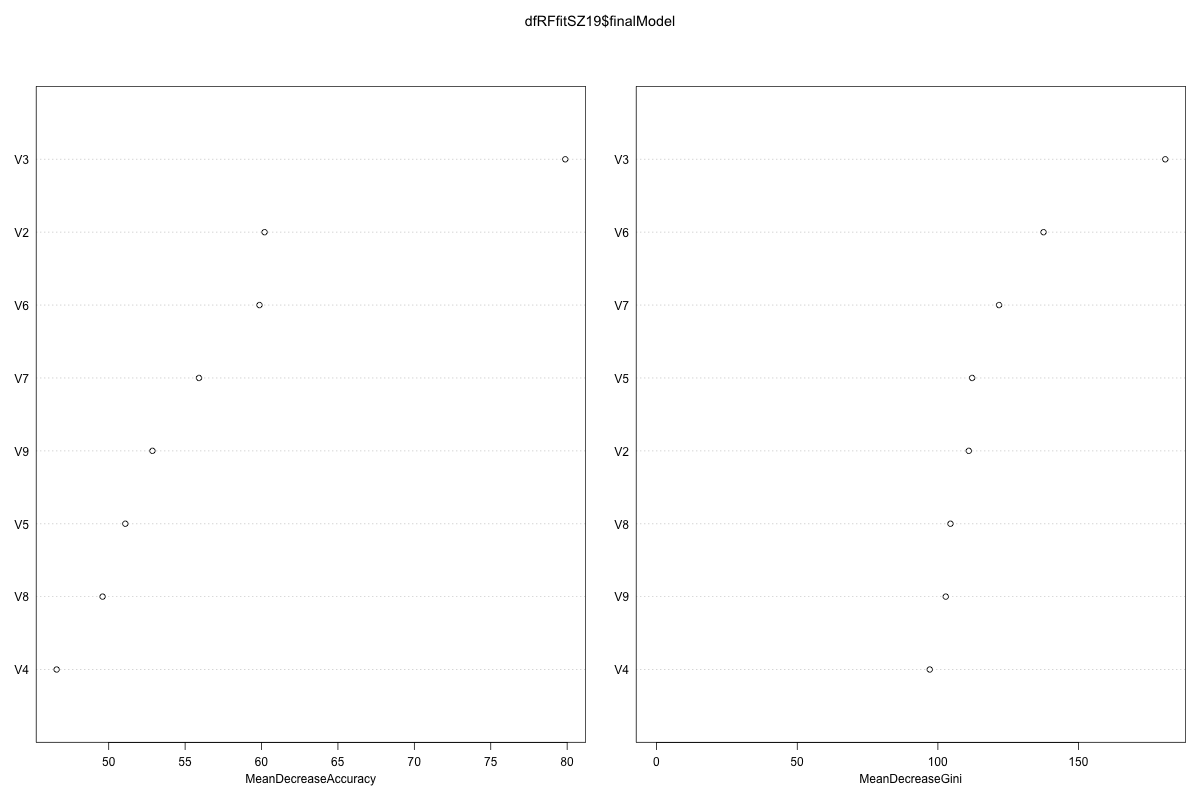 dfRFfitSZ19$finalModel
V3
V2
V6
V7
V9
V5
V8
V4
50 55 60 65 70 75 80
MeanDecreaseAccuracy
V3
V6
V7
V5
V2
V8
V9
V4
0 50 100 150
MeanDecreaseGini